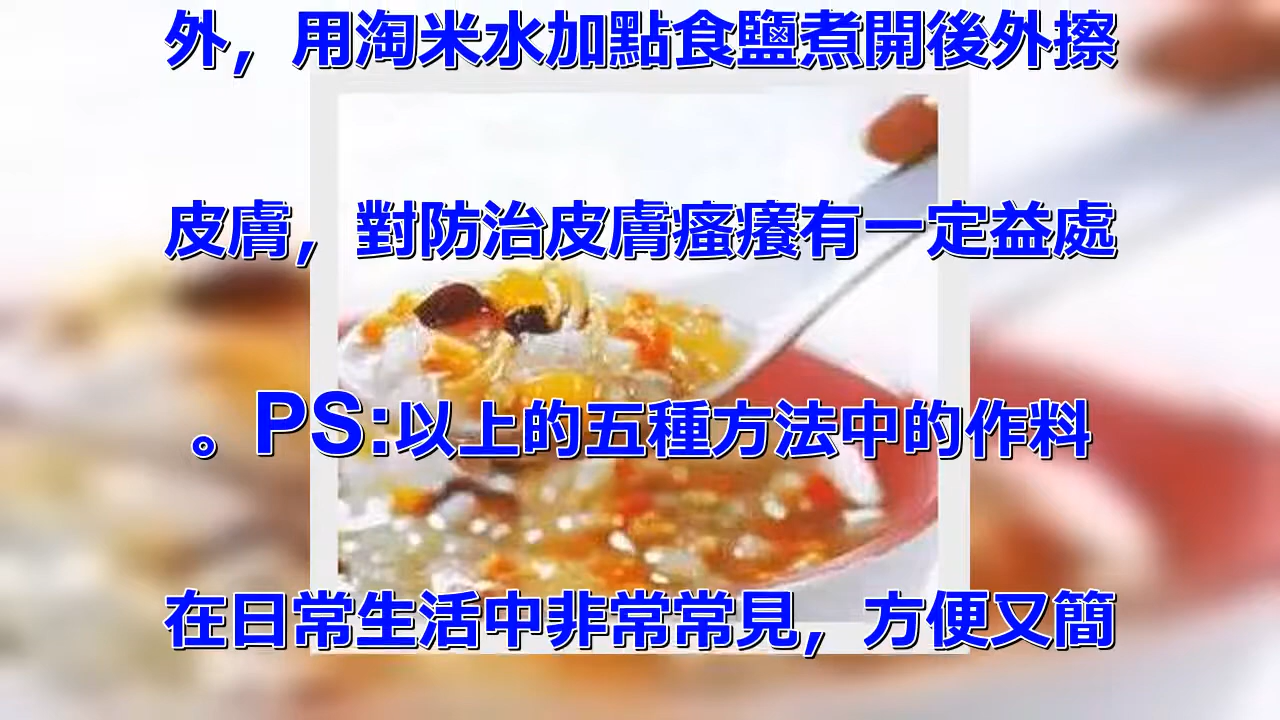 外，用淘米水加點食鹽煮開後外擦
皮膚，對防治皮膚瘙癢有一定益處
。PS:以上的五種方法中的作料
在日常生活中非常常見，方便又簡